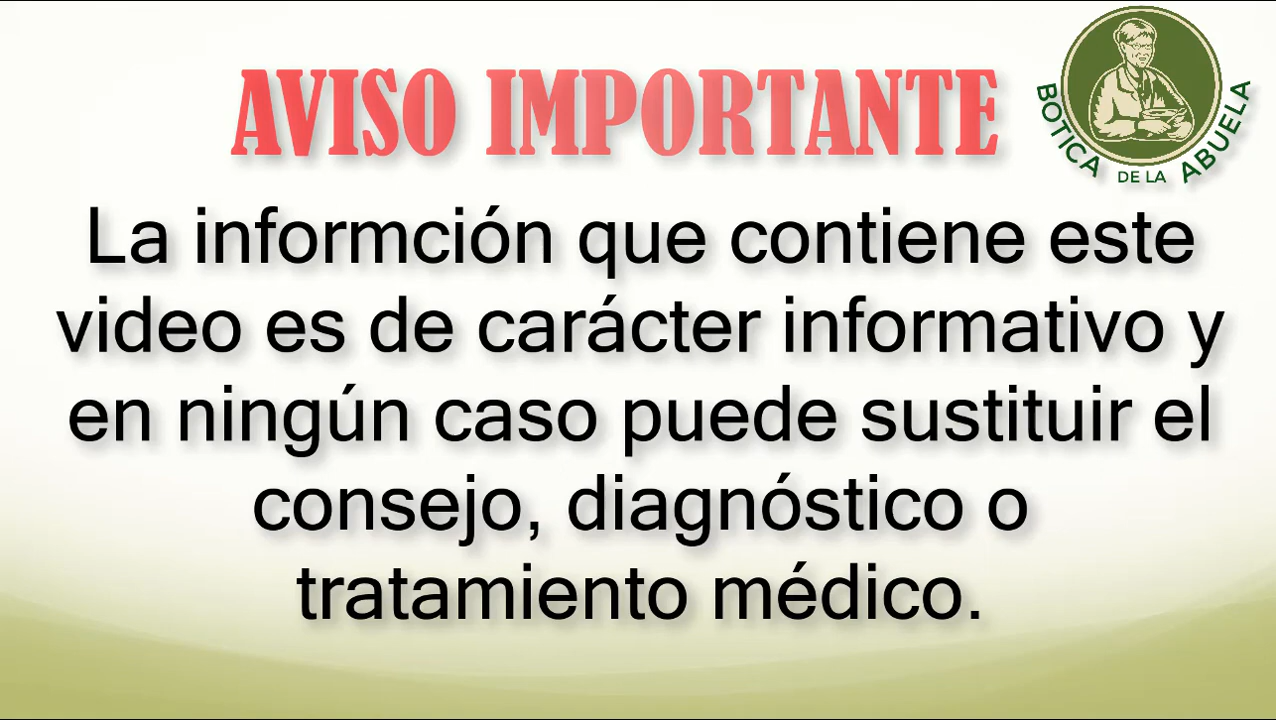 AVISO IMPORTANTE
BOTICA DE LA ABUELA
La informción que contiene este
video es de carácter informativo y
en ningún caso puede sustituir el
consejo, diagnóstico o
tratamiento médico.